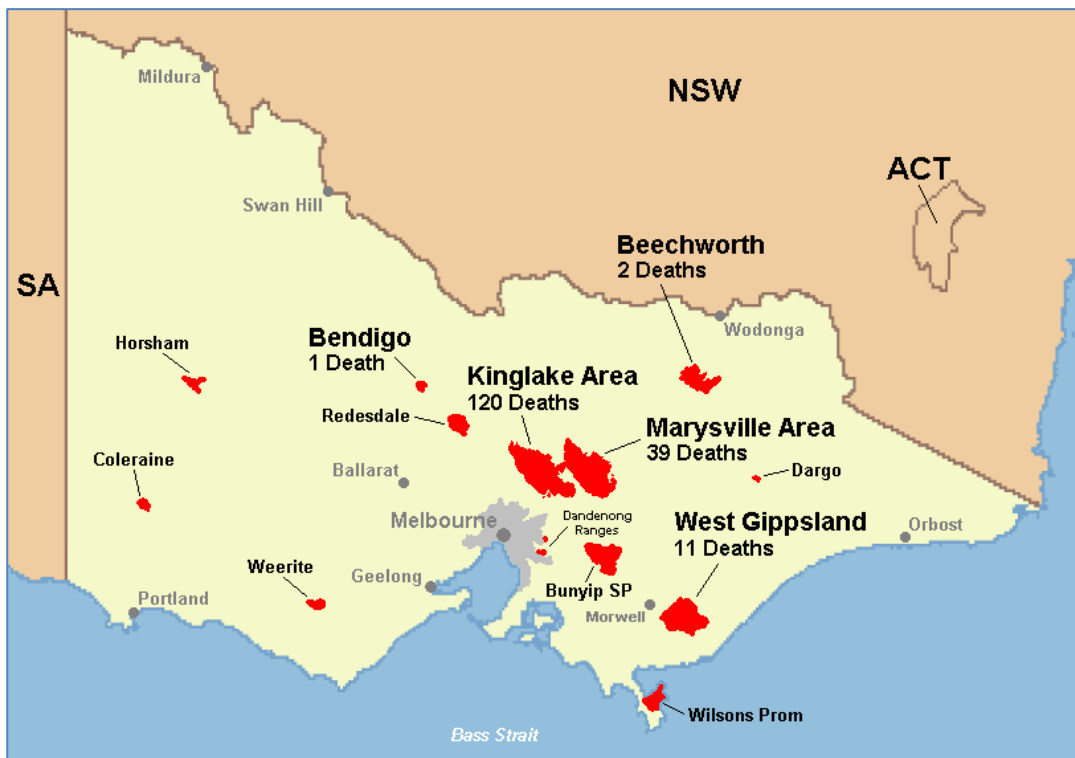 Mildura
NSW
ACT
Swan Hill
Beechworth
2 Deaths
SA
Wodonga
Horsham
Bendigo
1 Death
Kinglake Area
120 Deaths
Redesdale
Marysville Area
39 Deaths
Coleraine
Ballarat
Dargo
Melbourne
Dandenong
Ranges
West Gippsland
11 Deaths
Orbost
Weerite
Geelong
Bunyip SP
Portland
Morwell
Wilsons Prom
Bass Strait